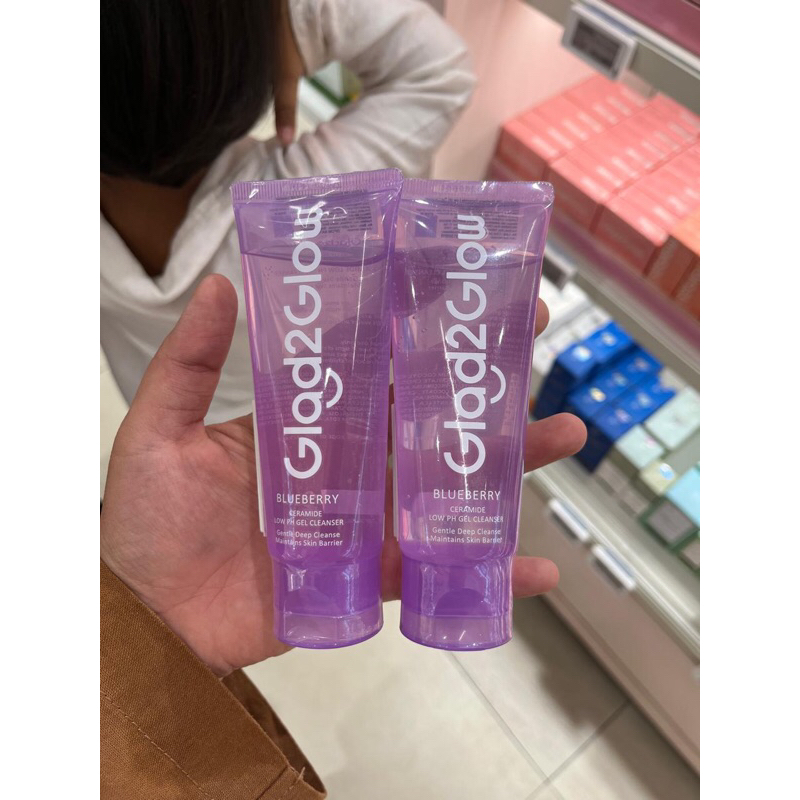 Glad2Glow
BLUEBERRY
CERAMIDE
LOW PH GEL CLEANSER
Gentle Deep Cleanse
Maintains Skin Barrier
Glad2Glow
BLUEBERRY
CERAMIDE
LOW PH GEL CLEANSER
Gentle Deep Cleanse
Maintains Skin Barrier